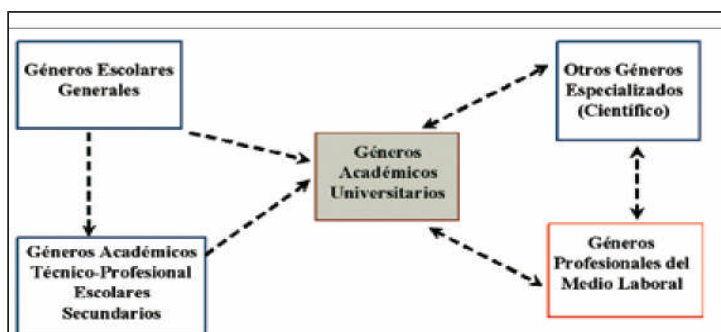 Géneros Escolares
Generales
Otros Géneros
Especializados
(Científico)
Géneros
Académicos
Universitarios
Géneros Académicos
Técnico-Profesional
Escolares
Secundarios
Géneros
Profesionales del
Medio Laboral